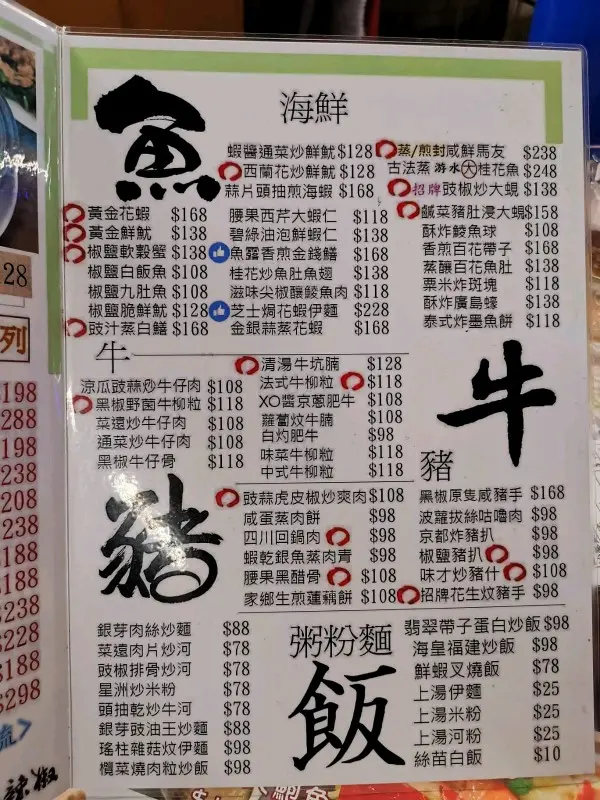 魚
海鮮
蝦醬通菜炒鮮魷 $128
西蘭花炒鮮魷 $128
蒜片頭抽煎海蝦 $168
蒸/煎封咸鮮馬友 $238
古法蒸游水大桂花魚 $248
招牌豉椒炒大蜆 $138
鹹菜豬肚浸大蜆 $158
黃金花蝦 $168
黃金鮮魷 $138
椒鹽軟殼蟹 $138
椒鹽白飯魚 $108
椒鹽九肚魚 $108
椒鹽脆鮮魷 $128
豉汁蒸白鱔 $168
腰果西芹大蝦仁 $118
碧綠油泡鮮蝦仁 $138
魚露香煎金錢鱔 $168
桂花炒魚肚魚翅 $138
滋味尖椒釀鯪魚肉 $118
芝士焗花蝦伊麵 $228
金銀蒜蒸花蝦 $168
酥炸鯪魚球 $108
香煎百花帶子 $168
蒸釀百花魚肚 $138
粟米炸斑塊 $118
酥炸廣島蠔 $138
泰式炸墨魚餅 $118
牛
涼瓜豉蒜炒牛仔肉 $108
黑椒野菌牛柳粒 $118
菜遠炒牛仔肉 $108
通菜炒牛仔肉 $108
黑椒牛仔骨 $118
清湯牛坑腩 $128
法式牛柳粒 $118
XO醬京蔥肥牛 $108
蘿蔔炆牛腩 $108
白灼肥牛 $98
味菜牛柳粒 $118
中式牛柳粒 $118
牛
豬
豬
豉蒜虎皮椒炒爽肉 $108
咸蛋蒸肉餅 $98
四川回鍋肉 $98
蝦乾銀魚蒸肉青 $98
腰果黑醋骨 $108
家鄉生煎蓮藕餅 $108
黑椒原隻咸豬手 $168
波蘿拔絲咕嚕肉 $98
京都炸豬扒 $98
椒鹽豬扒 $98
味才炒豬什 $108
招牌花生炆豬手 $98
粥粉麵
飯
銀芽肉絲炒麵 $88
菜遠肉片炒河 $78
豉椒排骨炒河 $78
星洲炒米粉 $78
頭抽乾炒牛河 $78
銀芽豉油王炒麵 $88
瑤柱雜菇炆伊麵 $98
欖菜燒肉粒炒飯 $98
翡翠帶子蛋白炒飯 $98
海皇福建炒飯 $98
鮮蝦叉燒飯 $78
上湯伊麵 $25
上湯米粉 $25
上湯河粉 $25
絲苗白飯 $10
128
列
198
288
198
238
208
238
188
188
238
228
$188
$298
辣椒